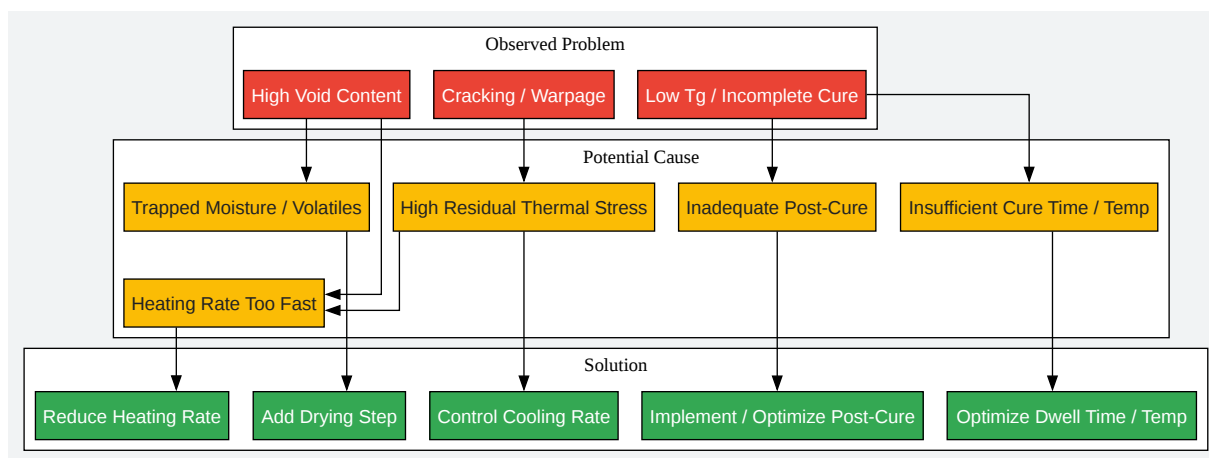 Observed Problem
High Void Content
Cracking / Warpage
Low Tg / Incomplete Cure
Potential Cause
Trapped Moisture / Volatiles
High Residual Thermal Stress
Inadequate Post-Cure
Insufficient Cure Time / Temp
Heating Rate Too Fast
Solution
Reduce Heating Rate
Add Drying Step
Control Cooling Rate
Implement / Optimize Post-Cure
Optimize Dwell Time / Temp